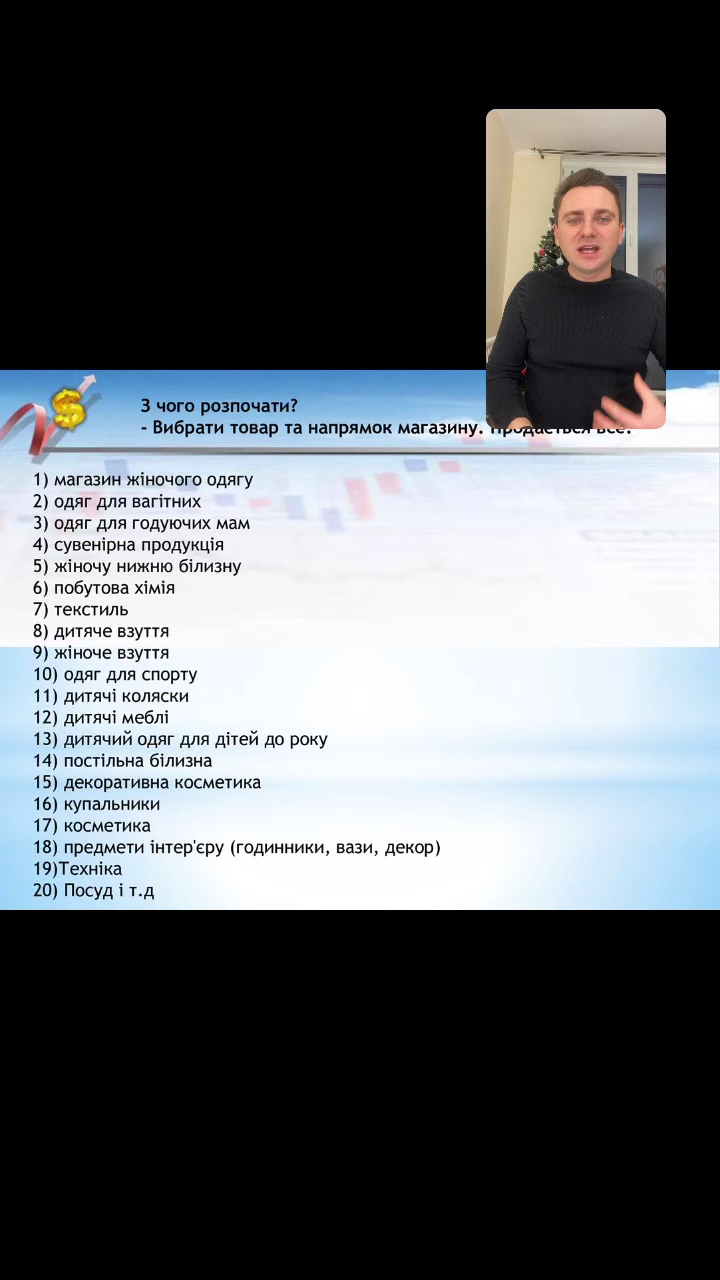 З чого розпочати?
- Вибрати товар та напрямок магазину. Продається все.
1) магазин жіночого одягу
2) одяг для вагітних
3) одяг для годуючих мам
4) сувенірна продукція
5) жіночу нижню білизну
6) побутова хімія
7) текстиль
8) дитяче взуття
9) жіноче взуття
10) одяг для спорту
11) дитячі коляски
12) дитячі меблі
13) дитячий одяг для дітей до року
14) постільна білизна
15) декоративна косметика
16) купальники
17) косметика
18) предмети інтер'єру (годинники, вази, декор)
19)Техніка
20) Посуд і т.д